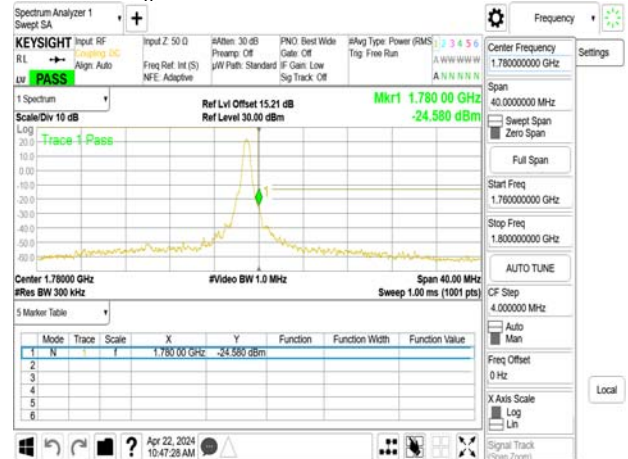 Spectrum Analyzer 1
Swept SA
+
Frequency
KEYSIGHT
RL
PASS
Input: RF
Coupling: DC
Align: Auto
Input Z: 50 Ω
Freq Ref: Int (S)
NFE: Adaptive
#Atten: 30 dB
Preamp: Off
µW Path: Standard
PNO: Best Wide
Gate: Off
IF Gain: Low
Sig Track: Off
#Avg Type: Power (RMS)
Trig: Free Run
1 2 3 4 5 6
A W W W W W
A N N N N N
Center Frequency
1.780000000 GHz
Settings
Span
40.0000000 MHz
Swept Span
Zero Span
Full Span
Start Freq
1.760000000 GHz
Stop Freq
1.800000000 GHz
AUTO TUNE
CF Step
4.000000 MHz
Auto
Man
Freq Offset
0 Hz
X Axis Scale
Log
Lin
Signal Track
(Span Zoom)
Local
1 Spectrum
Scale/Div 10 dB
Ref Lvl Offset 15.21 dB
Ref Level 30.00 dBm
Mkr1 1.780 00 GHz
-24.580 dBm
Log
Trace 1 Pass
20.0
10.0
0.00
-10.0
-20.0
-30.0
-40.0
-50.0
-60.0
1
Center 1.78000 GHz
#Res BW 300 kHz
#Video BW 1.0 MHz
Span 40.00 MHz
Sweep 1.00 ms (1001 pts)
5 Marker Table
Mode Trace Scale X Y Function Function Width Function Value
1 N 1 f 1.780 00 GHz -24.580 dBm
2
3
4
5
6
?
Apr 22, 2024
10:47:28 AM